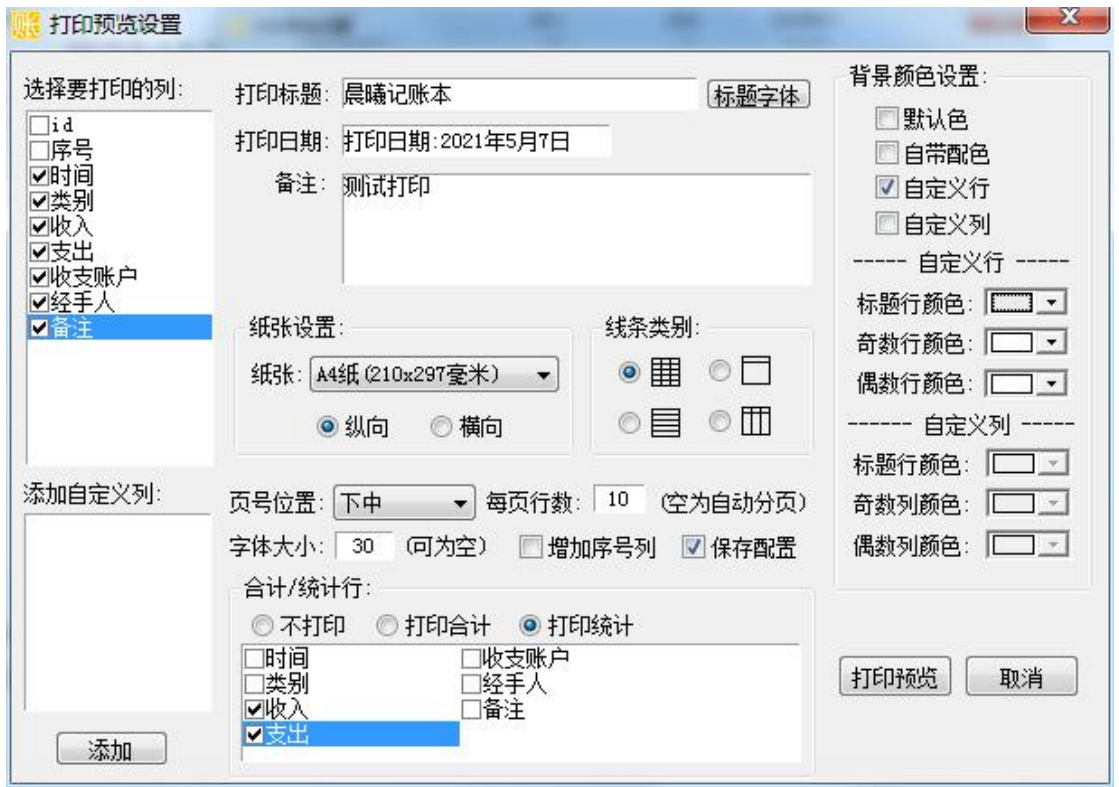 账 打印预览设置
选择要打印的列:
id
序号
时间
类别
收入
支出
收支账户
经手人
备注
添加自定义列:
添加
打印标题: 晨曦记账本 标题字体
打印日期: 打印日期:2021年5月7日
备注: 测试打印
纸张设置:
纸张: A4纸(210x297毫米)
纵向 横向
线条类别:
页号位置: 下中 每页行数: 10 (空为自动分页)
字体大小: 30 (可为空) 增加序号列 保存配置
合计/统计行:
不打印 打印合计 打印统计
时间 收支账户
类别 经手人
收入 备注
支出
背景颜色设置:
默认色
自带配色
自定义行
自定义列
----- 自定义行 -----
标题行颜色:
奇数行颜色:
偶数行颜色:
------ 自定义列 -----
标题行颜色:
奇数列颜色:
偶数列颜色:
打印预览 取消